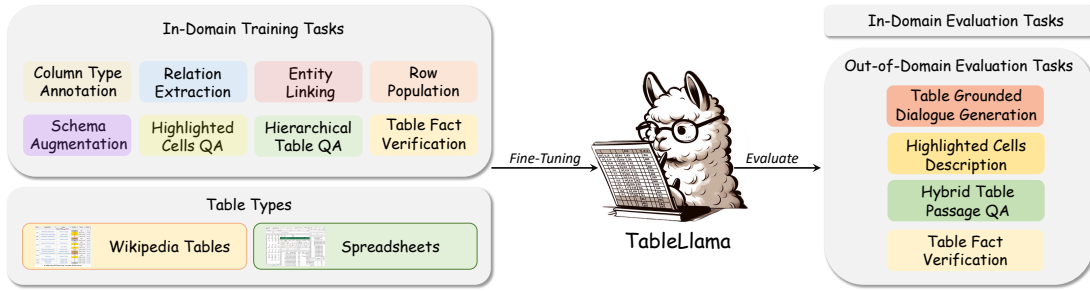 In-Domain Training Tasks
Column Type
Annotation
Relation
Extraction
Entity
Linking
Row
Population
Schema
Augmentation
Highlighted
Cells QA
Hierarchical
Table QA
Table Fact
Verification
Table Types
Wikipedia Tables
Spreadsheets
Fine-Tuning
TableLlama
Evaluate
In-Domain Evaluation Tasks
Out-of-Domain Evaluation Tasks
Table Grounded
Dialogue Generation
Highlighted Cells
Description
Hybrid Table
Passage QA
Table Fact
Verification